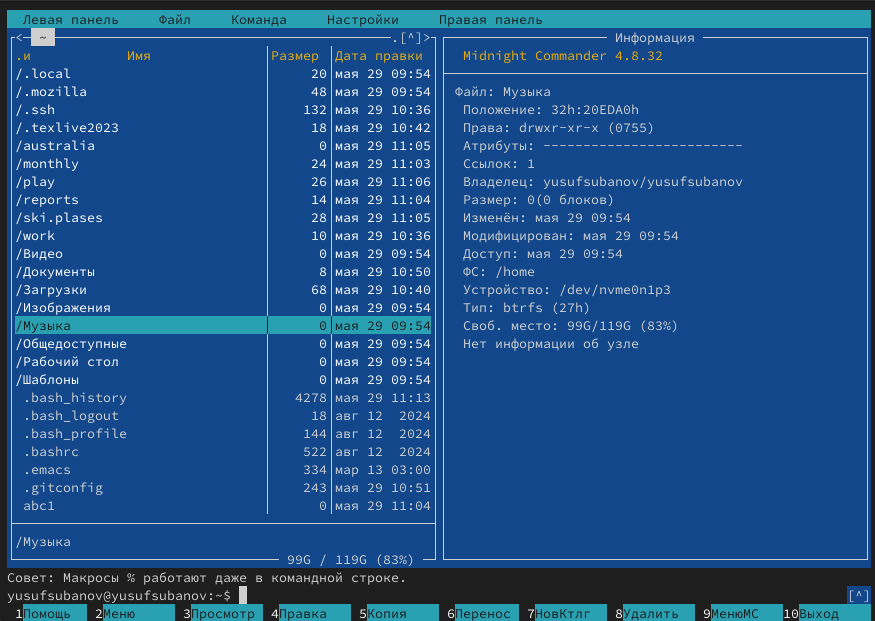 Левая панель Файл Команда Настройки Правая панель
<─ ~ .[^]>
.и Имя Размер Дата правки
/.local 20 мая 29 09:54
/.mozilla 48 мая 29 09:54
/.ssh 132 мая 29 10:36
/.texlive2023 18 мая 29 10:42
/australia 0 мая 29 11:05
/monthly 24 мая 29 11:03
/play 26 мая 29 11:06
/reports 14 мая 29 11:04
/ski.plases 28 мая 29 11:05
/work 10 мая 29 10:36
/Видео 0 мая 29 09:54
/Документы 8 мая 29 10:50
/Загрузки 68 мая 29 10:40
/Изображения 0 мая 29 09:54
/Музыка 0 мая 29 09:54
/Общедоступные 0 мая 29 09:54
/Рабочий стол 0 мая 29 09:54
/Шаблоны 0 мая 29 09:54
.bash_history 4278 мая 29 11:13
.bash_logout 18 авг 12 2024
.bash_profile 144 авг 12 2024
.bashrc 522 авг 12 2024
.emacs 334 мар 13 03:00
.gitconfig 243 мая 29 10:51
abc1 0 мая 29 11:04
/Музыка
99G / 119G (83%)
Информация
Midnight Commander 4.8.32
Файл: Музыка
Положение: 32h:20EDA0h
Права: drwxr-xr-x (0755)
Атрибуты: -------------------------
Ссылок: 1
Владелец: yusufsubanov/yusufsubanov
Размер: 0(0 блоков)
Изменён: мая 29 09:54
Модифицирован: мая 29 09:54
Доступ: мая 29 09:54
ФС: /home
Устройство: /dev/nvme0n1p3
Тип: btrfs (27h)
Своб. место: 99G/119G (83%)
Нет информации об узле
Совет: Макросы % работают даже в командной строке.
yusufsubanov@yusufsubanov:~$ [^]
1Помощь 2Меню 3Просмотр 4Правка 5Копия 6Перенос 7НовКтлг 8Удалить 9МенюМС 10Выход